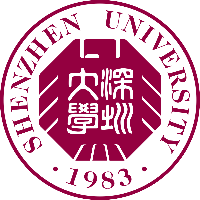 SHENZHEN UNIVERSITY
深圳
大學
·1983·